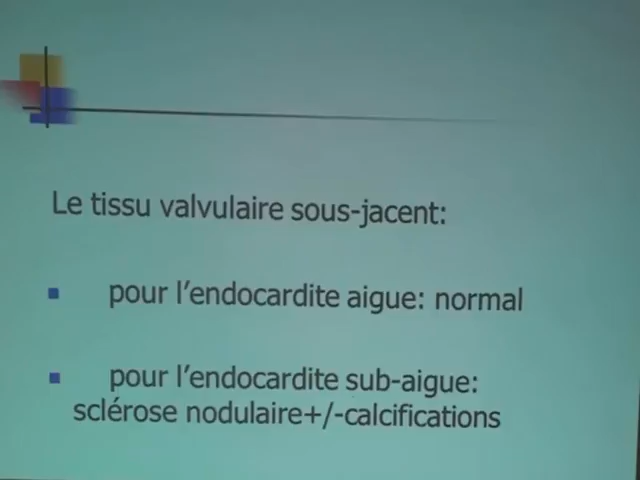 Le tissu valvulaire sous-jacent:
pour l'endocardite aigue: normal
pour l'endocardite sub-aigue:
sclérose nodulaire+/-calcifications